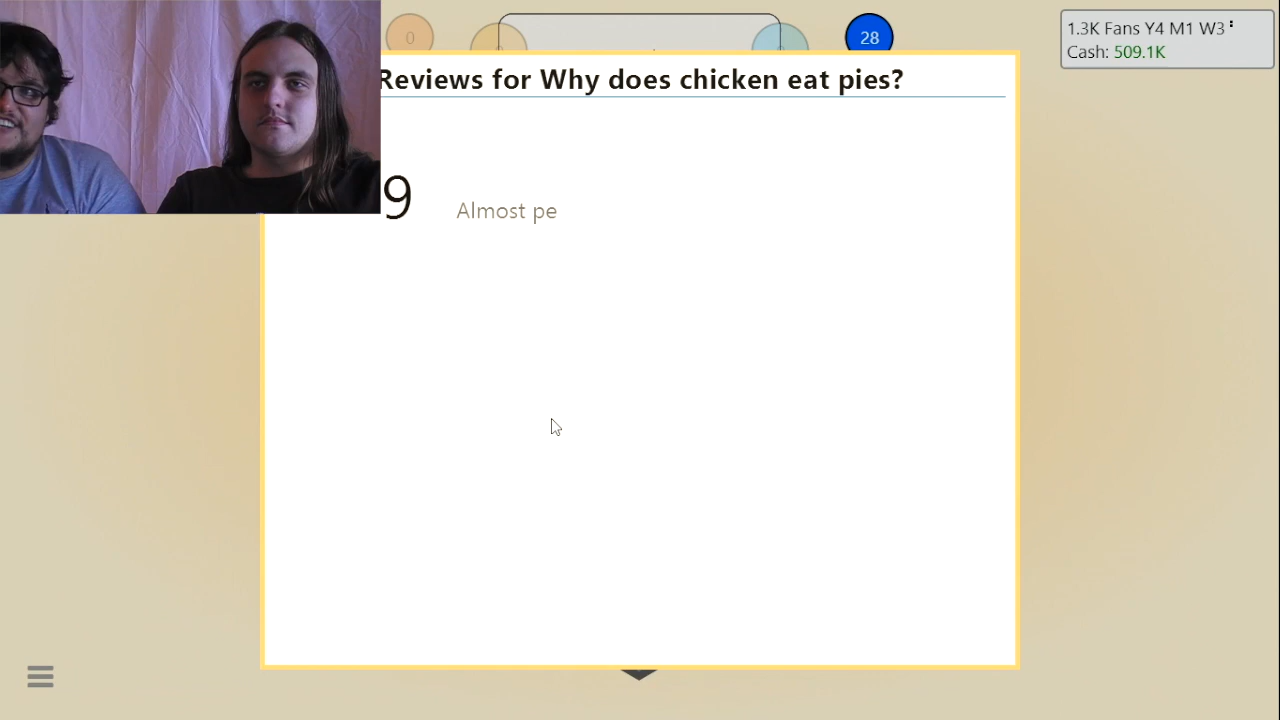 0
28
1.3K Fans Y4 M1 W3
Cash: 509.1K
Reviews for Why does chicken eat pies?
9 Almost pe